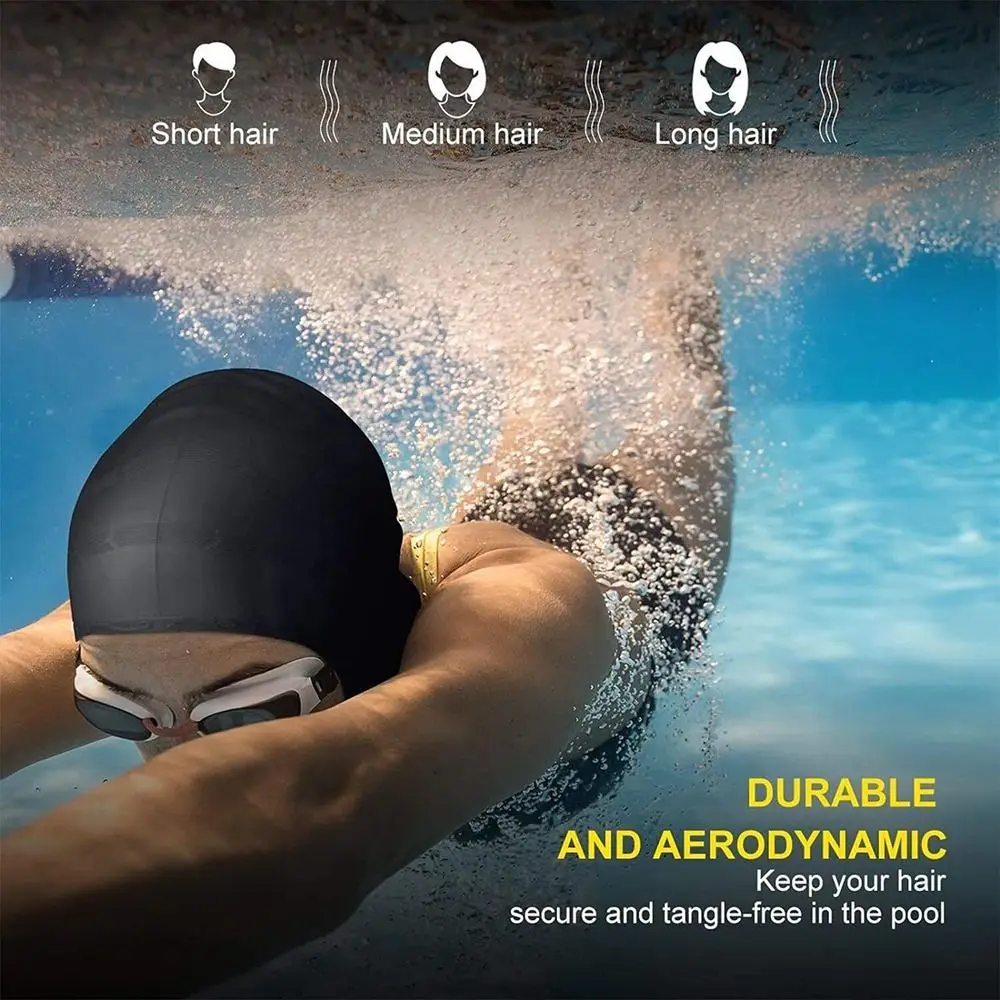 Short hair
Medium hair
Long hair
DURABLE
AND AERODYNAMIC
Keep your hair
secure and tangle-free in the pool